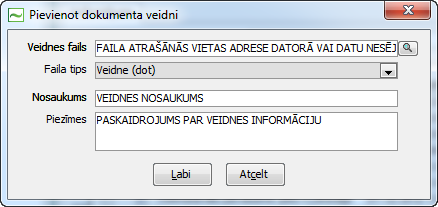 Pievienot dokumenta veidni
Veidnes fails FAILA ATRAŠĀNĀS VIETAS ADRESE DATORĀ VAI DATU NESĒJ
Faila tips Veidne (dot)
Nosaukums VEIDNES NOSAUKUMS
Piezīmes PASKAIDROJUMS PAR VEIDNES INFORMĀCIJU
Labi Atcelt